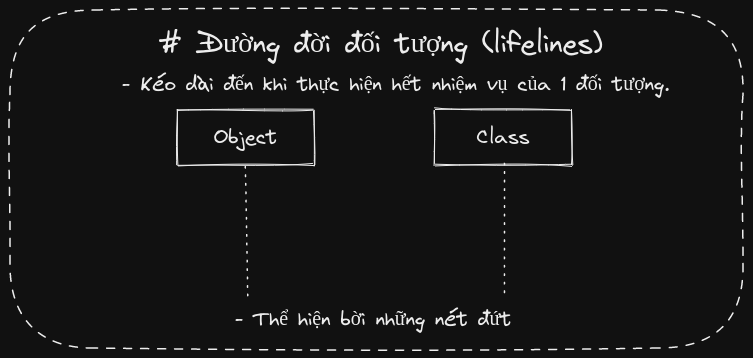 # Đường đời đối tượng (lifelines)
- Kéo dài đến khi thực hiện hết nhiệm vụ của 1 đối tượng.
Object
Class
- Thể hiện bời những nét đứt